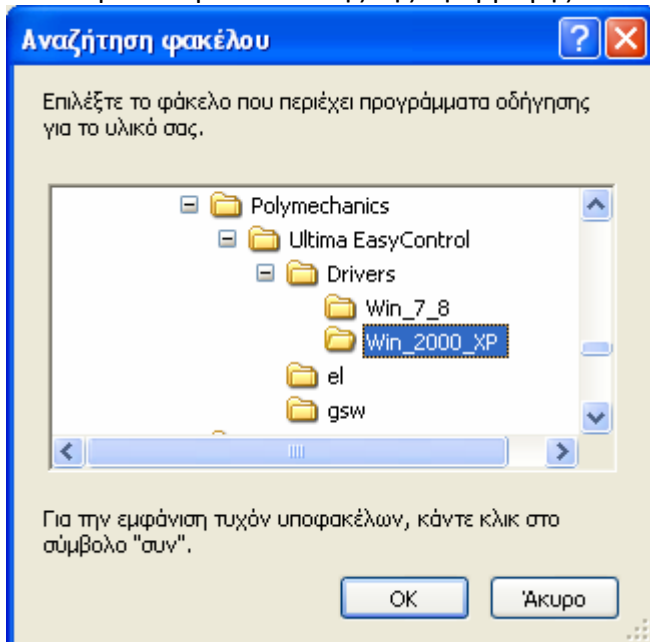 Αναζήτηση φακέλου
Επιλέξτε το φάκελο που περιέχει προγράμματα οδήγησης
για το υλικό σας.
Polymechanics
Ultima EasyControl
Drivers
Win_7_8
Win_2000_XP
el
gsw
Για την εμφάνιση τυχόν υποφακέλων, κάντε κλικ στο
σύμβολο "συν".
OK Άκυρο